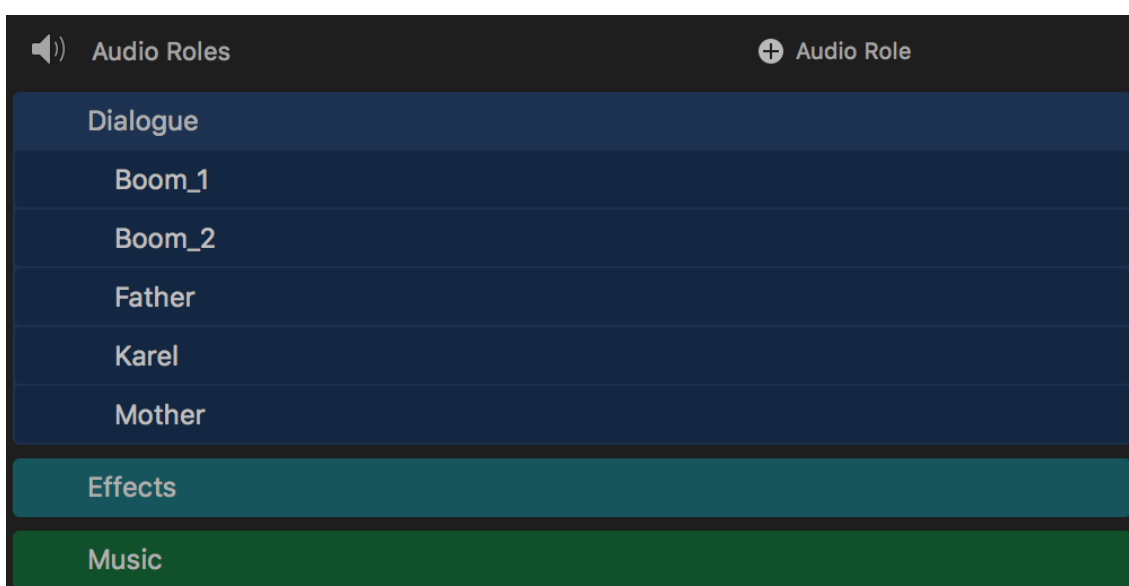 Audio Roles Audio Role
Dialogue
Boom_1
Boom_2
Father
Karel
Mother
Effects
Music